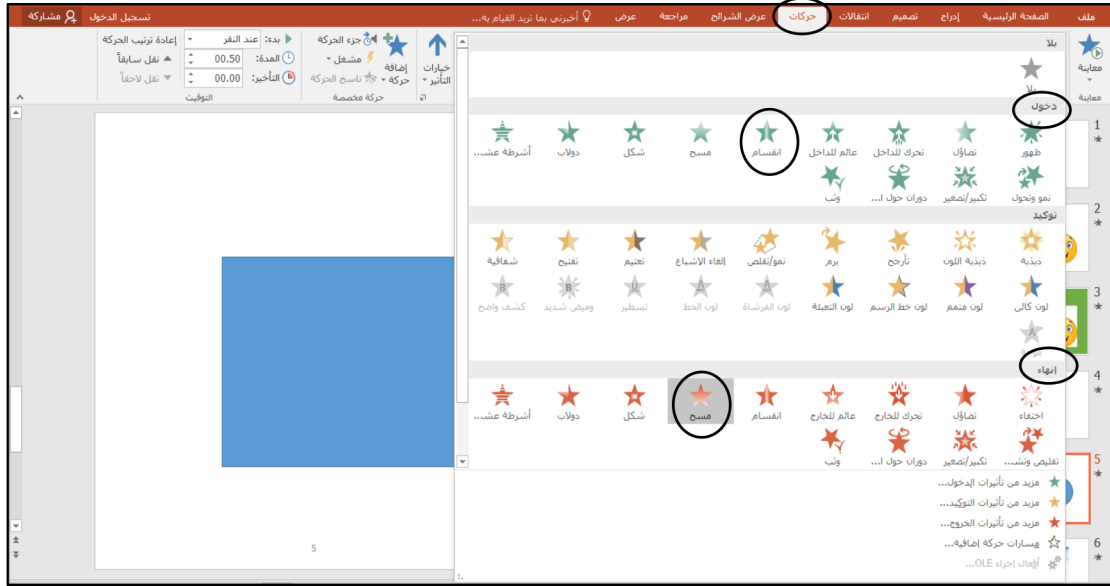 ملف الصفحة الرئيسية إدراج تصميم انتقالات حركات عرض الشرائح مراجعة عرض أخبرني بما تريد القيام به... تسجيل الدخول مشاركة
معاينة
معاينة
خيارات التأثير
إضافة حركة
جزء الحركة
مشغل
ناسخ الحركة
حركة مخصصة
بدء: عند النقر
المدة: 00.50
التأخير: 00.00
إعادة ترتيب الحركة
نقل سابقاً
نقل لاحقاً
التوقيت
بلا
بلا
دخول
ظهور تضاؤل تحرك للداخل عائم للداخل انقسام مسح شكل دولاب أشرطة عشـ...
نمو وتحول تكبير/تصغير دوران حول ا... وثب
توكيد
ذبذبة ذبذبة اللون تأرجح برم نمو/تقلص إلغاء الإشباع تعتيم تفتيح شفافية
لون كائن لون متمم لون خط الرسم لون التعبئة لون الفرشاة لون الخط تسطير وميض شديد كشف واضح
إنهاء
اختفاء تضاؤل تحرك للخارج عائم للخارج انقسام مسح شكل دولاب أشرطة عشـ...
تقليص وتشـ... تكبير/تصغير دوران حول ا... وثب
مزيد من تأثيرات الدخول...
مزيد من تأثيرات التوكيد...
مزيد من تأثيرات الخروج...
مسارات حركة إضافية...
أفعال إجراء OLE...
1
2
3
4
5
6
5